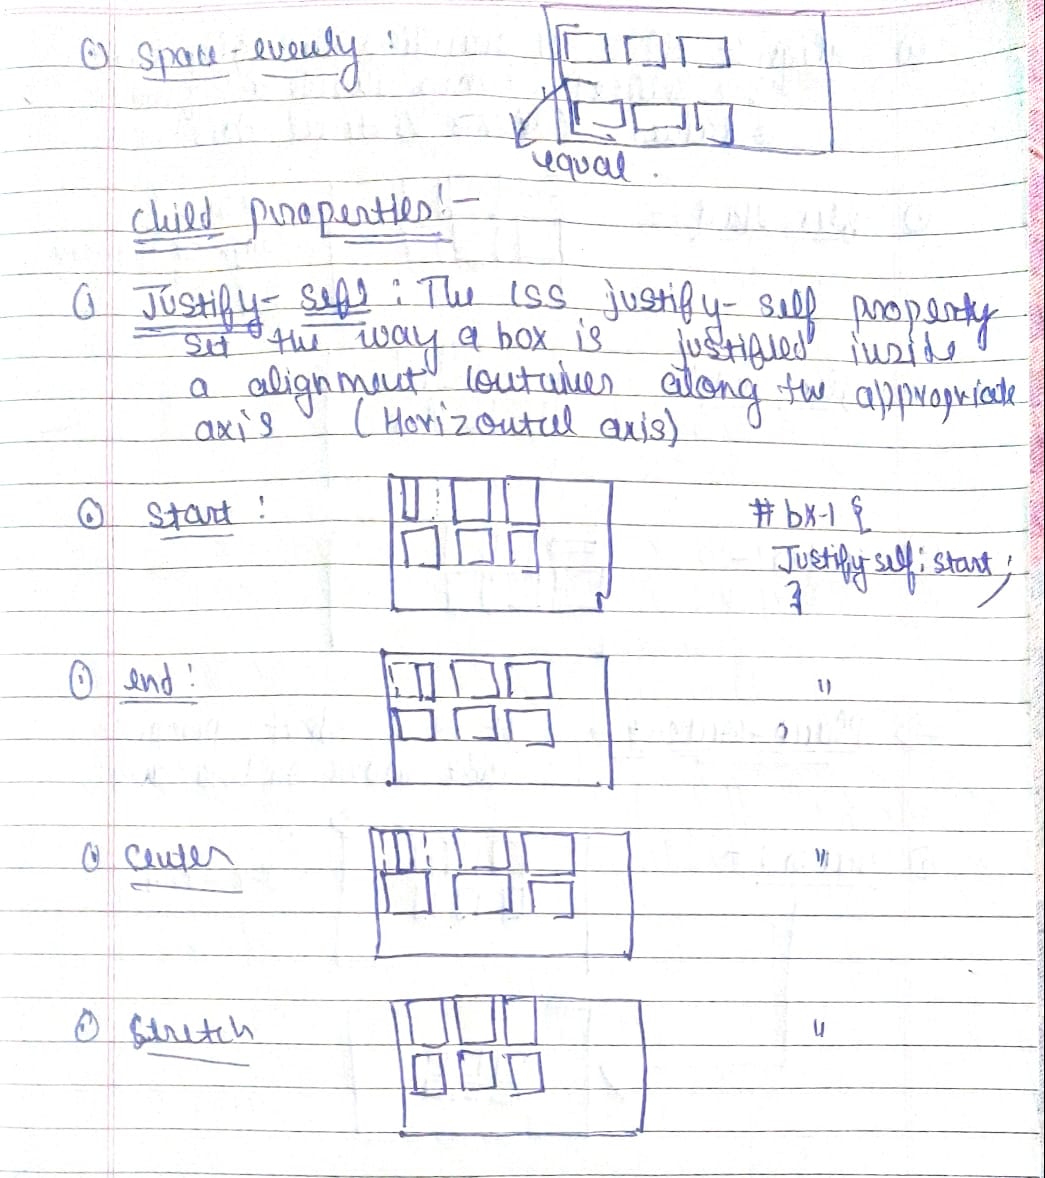 Space-evenly :
equal .
child properties :-
Justify-self : The CSS justify-self property
set the way a box is justified inside
a alignment container along the appropriate
axis (Horizontal axis)
Start :
# bx-1 {
Justify self : start ;
}
end :
"
center
"
Stretch
"